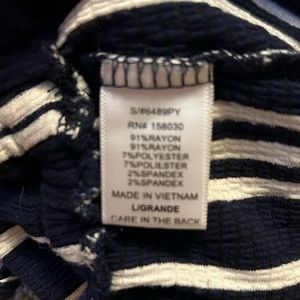 S/#6489PY
RN# 158030
91%RAYON
91%RAYON
7%POLYESTER
7%POLIESTER
2%SPANDEX
2%SPANDEX
MADE IN VIETNAM
L/GRANDE
CARE IN THE BACK